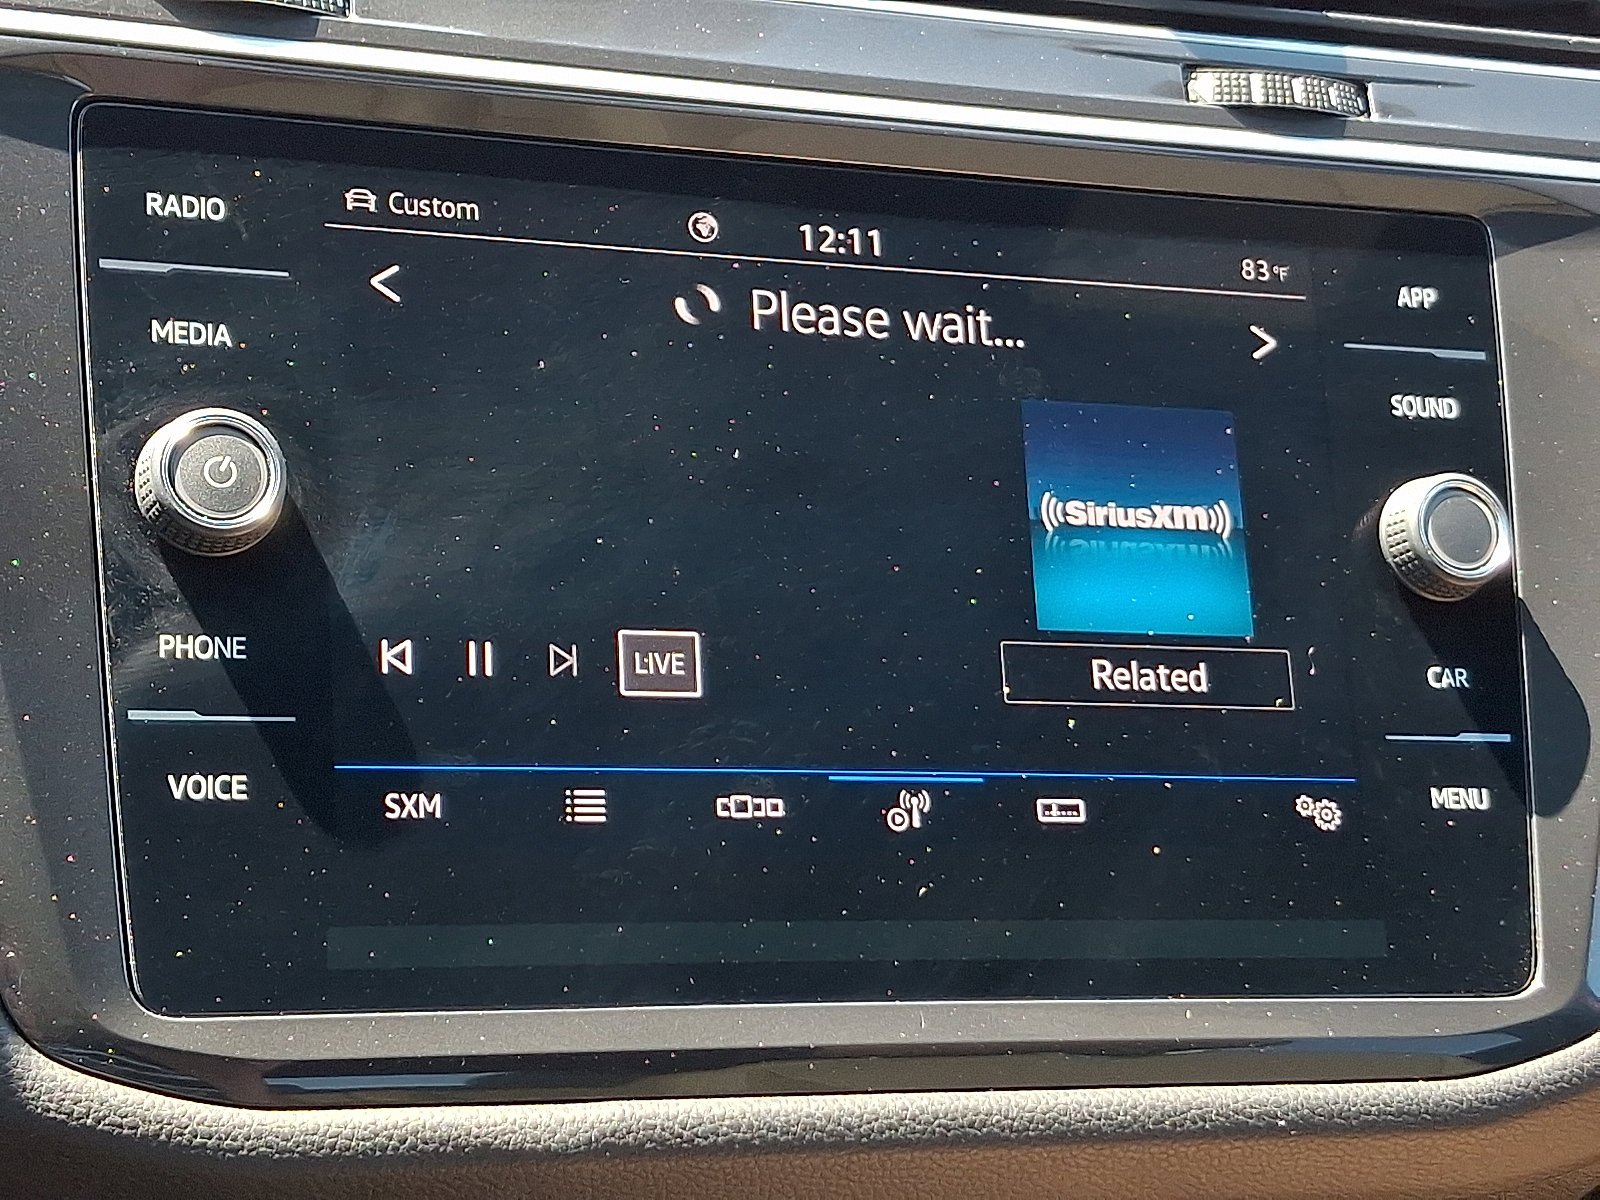 RADIO
Custom
12:11
83°F
MEDIA
Please wait...
APP
SOUND
((SiriusXM))
PHONE
LIVE
Related
CAR
VOICE
SXM
MENU